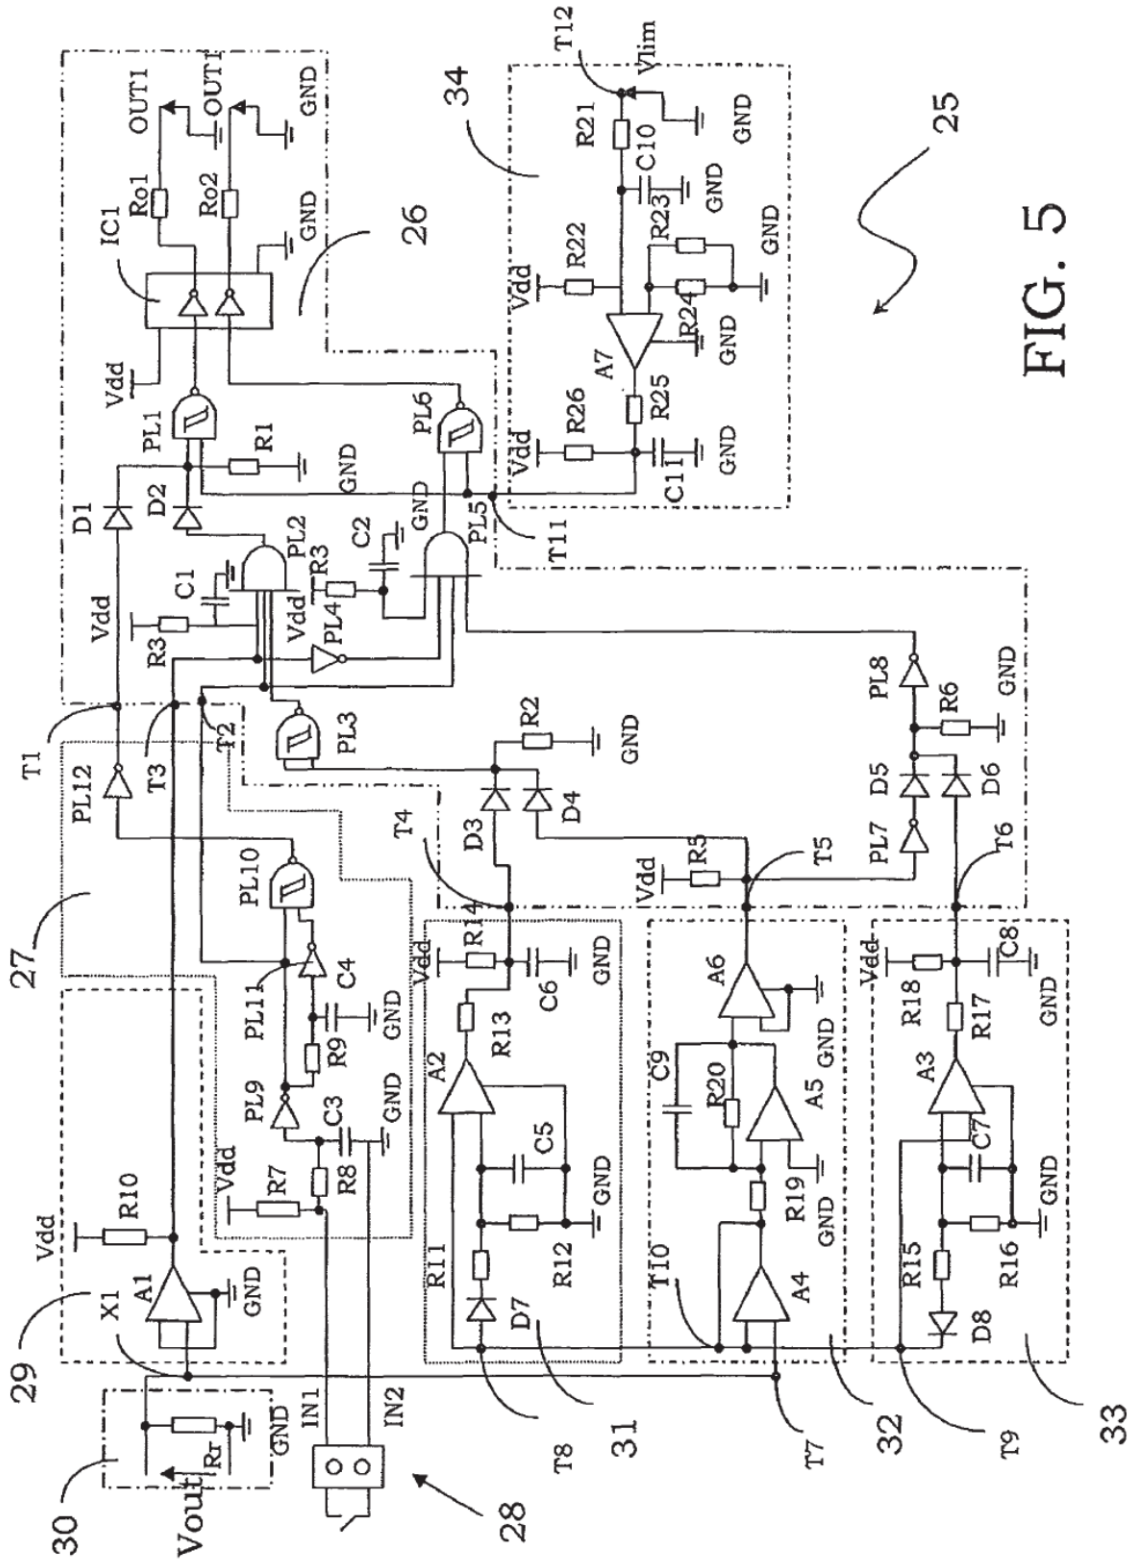 FIG. 5
25
26
27
28
29
30
31
32
33
34
OUT1
OUT1
GND
Ro1
Ro2
GND
IC1
Vdd
PL1
R1
GND
D1
D2
PL2
C1
Vdd
R3
Vdd
R3
C2
GND
PL4
PL5
PL6
T11
T12
Vlim
R21
GND
C10
GND
R22
Vdd
R23
GND
R24
GND
A7
R25
R26
Vdd
C11
GND
T1
T3
T2
PL3
R2
GND
D3
D4
T4
PL8
R6
GND
D5
D6
PL7
R5
Vdd
T5
T6
PL12
PL10
PL11
C4
GND
R9
PL9
C3
GND
R8
R7
Vdd
R10
Vdd
A1
GND
X1
Vout
Rr
GND
IN1
IN2
Vdd
R14
C6
GND
R13
A2
C5
GND
R11
R12
D7
T8
A6
GND
C9
R20
A5
R19
GND
A4
T10
T7
Vdd
R18
C8
GND
R17
A3
C7
GND
R15
R16
D8
T9